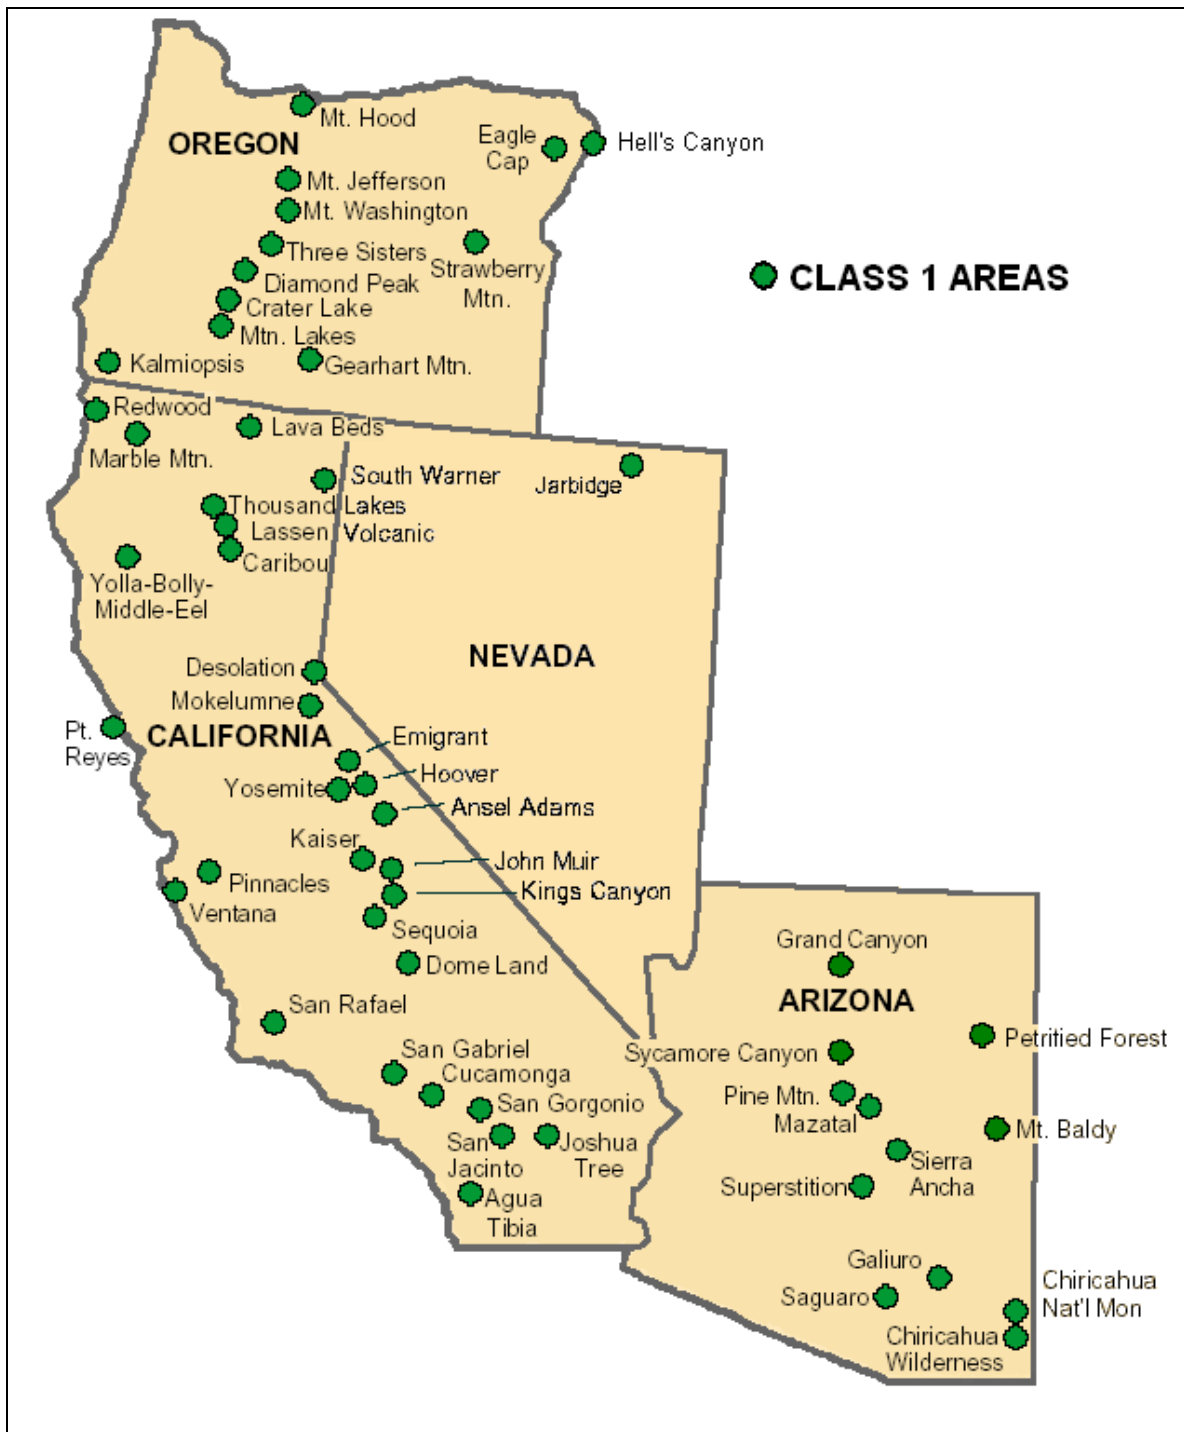 Mt. Hood
OREGON
Eagle
Cap
Hell's Canyon
Mt. Jefferson
Mt. Washington
Three Sisters
Strawberry
Mtn.
Diamond Peak
Crater Lake
Mtn. Lakes
Kalmiopsis
Gearhart Mtn.
CLASS 1 AREAS
Redwood
Lava Beds
Marble Mtn.
South Warner
Jarbidge
Thousand Lakes
Lassen Volcanic
Caribou
Yolla-Bolly-
Middle-Eel
NEVADA
Desolation
Mokelumne
Pt.
Reyes
CALIFORNIA
Emigrant
Hoover
Yosemite
Ansel Adams
Kaiser
John Muir
Pinnacles
Kings Canyon
Ventana
Sequoia
Dome Land
San Rafael
San Gabriel
Cucamonga
San Gorgonio
San
Jacinto
Joshua
Tree
Agua
Tibia
Grand Canyon
ARIZONA
Petrified Forest
Sycamore Canyon
Pine Mtn.
Mazatal
Mt. Baldy
Sierra
Ancha
Superstition
Galiuro
Saguaro
Chiricahua
Nat'l Mon
Chiricahua
Wilderness